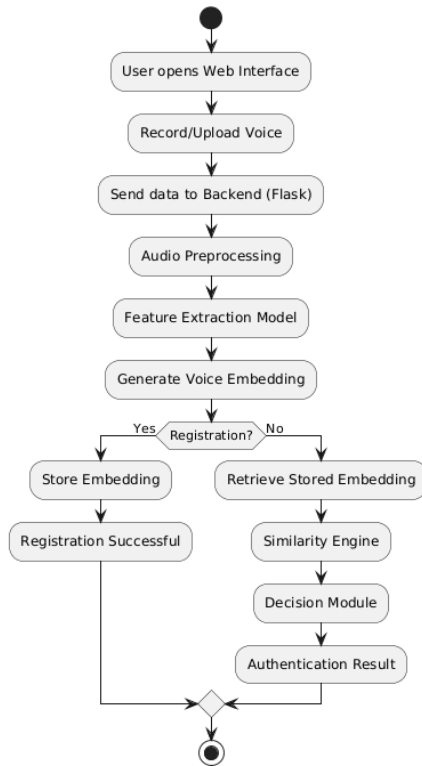 User opens Web Interface
Record/Upload Voice
Send data to Backend (Flask)
Audio Preprocessing
Feature Extraction Model
Generate Voice Embedding
Yes
Registration?
No
Store Embedding
Retrieve Stored Embedding
Registration Successful
Similarity Engine
Decision Module
Authentication Result